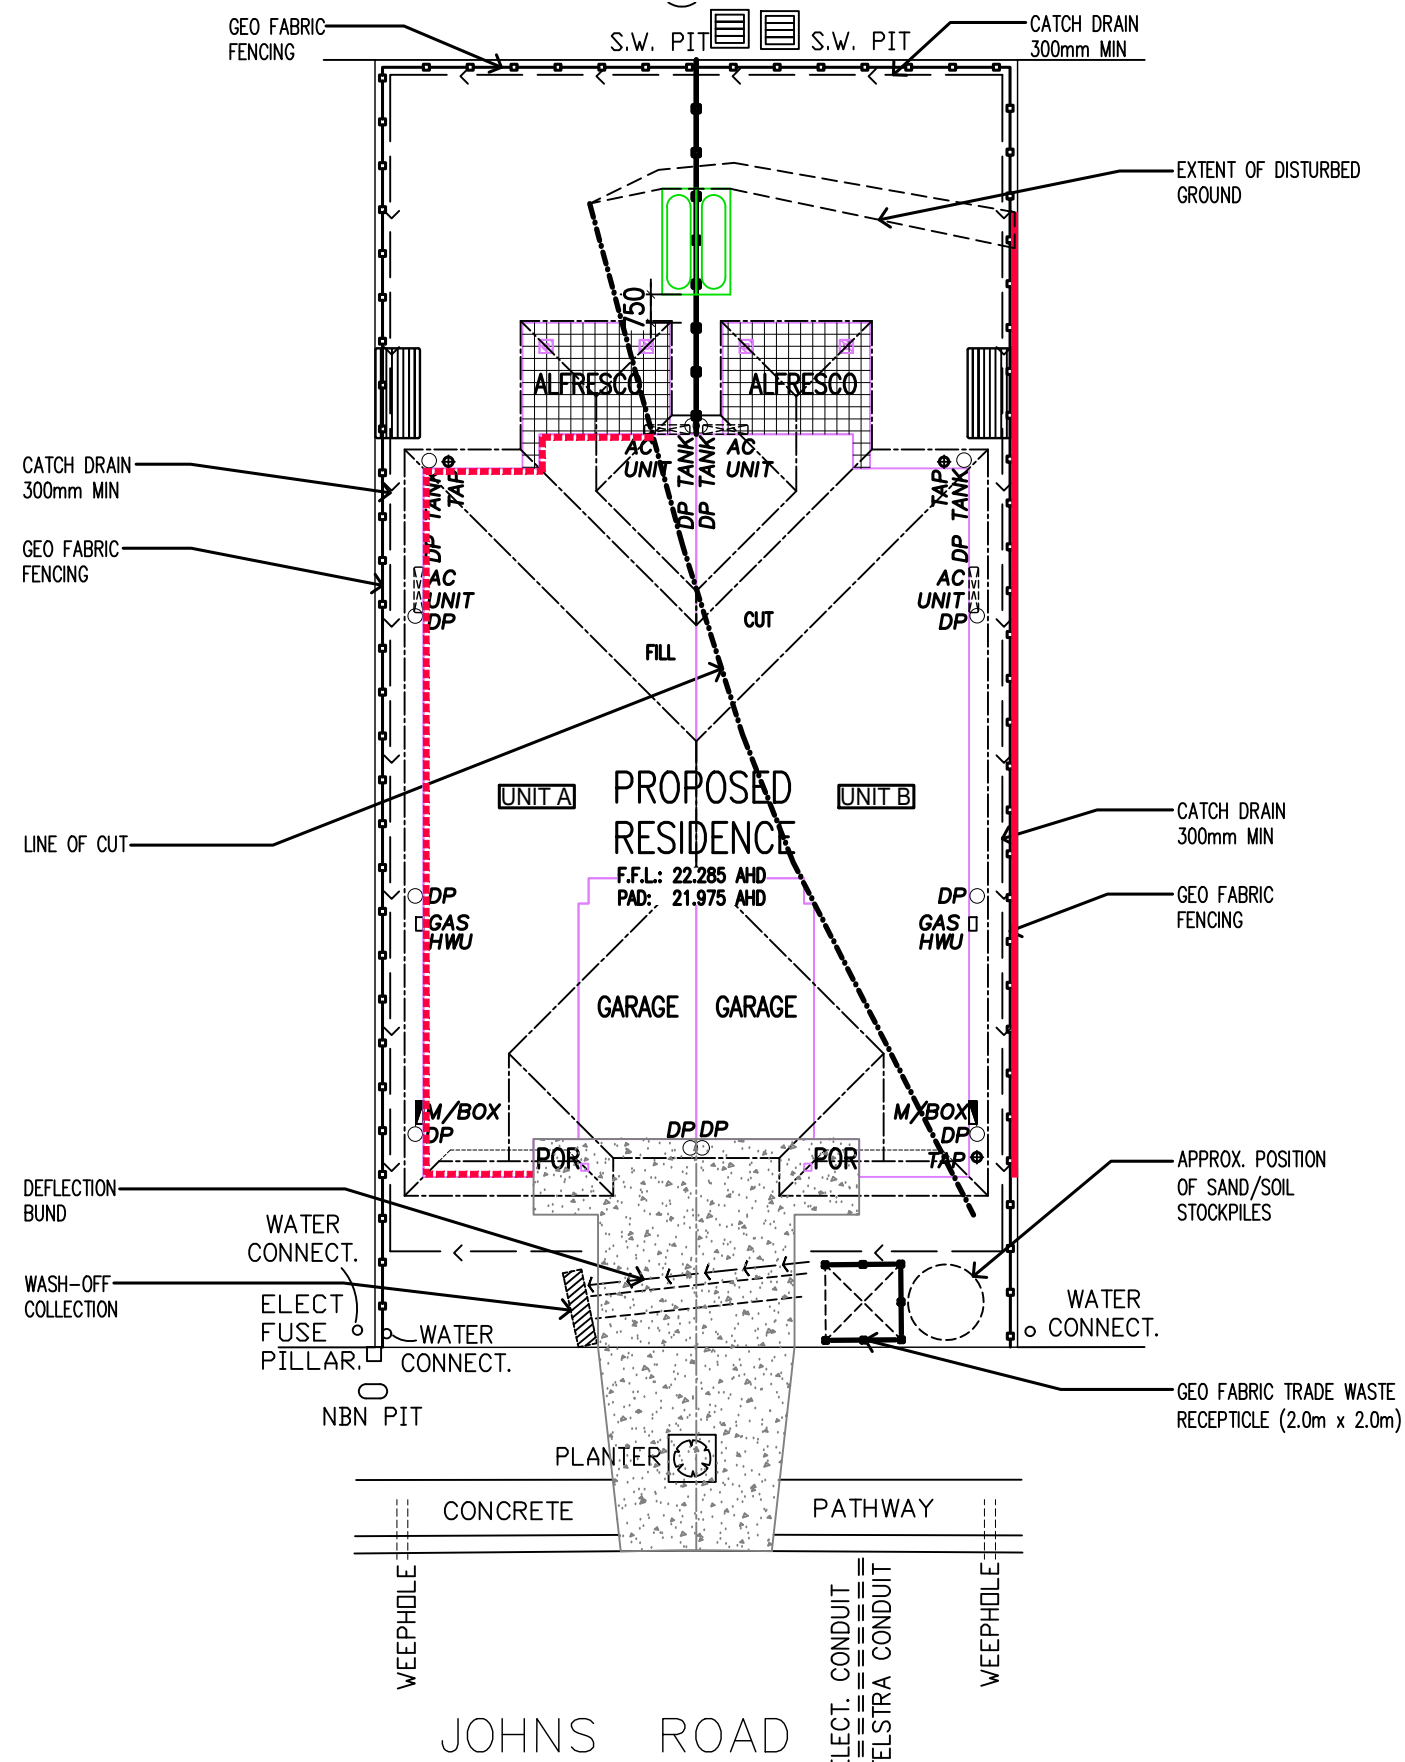 GEO FABRIC
FENCING
S.W. PIT
S.W. PIT
CATCH DRAIN
300mm MIN
EXTENT OF DISTURBED
GROUND
750
ALFRESCO
ALFRESCO
AC
UNIT
DP TANK
DP TANK
AC
UNIT
CATCH DRAIN
300mm MIN
GEO FABRIC
FENCING
DP TANK
TAP
AC
UNIT
DP
TAP
DP TANK
AC
UNIT
DP
CUT
FILL
LINE OF CUT
UNIT A
PROPOSED
RESIDENCE
UNIT B
F.F.L.: 22.285 AHD
PAD: 21.975 AHD
CATCH DRAIN
300mm MIN
GEO FABRIC
FENCING
DP
GAS
HWU
DP
GAS
HWU
GARAGE
GARAGE
M/BOX
DP
DP
DP
M/BOX
DP
TAP
POR
POR
APPROX. POSITION
OF SAND/SOIL
STOCKPILES
DEFLECTION
BUND
WATER
CONNECT.
WASH-OFF
COLLECTION
ELECT
FUSE
PILLAR.
WATER
CONNECT.
WATER
CONNECT.
NBN PIT
GEO FABRIC TRADE WASTE
RECEPTICLE (2.0m x 2.0m)
PLANTER
CONCRETE
PATHWAY
WEEPHOLE
CONDUIT
CONDUIT
WEEPHOLE
JOHNS ROAD